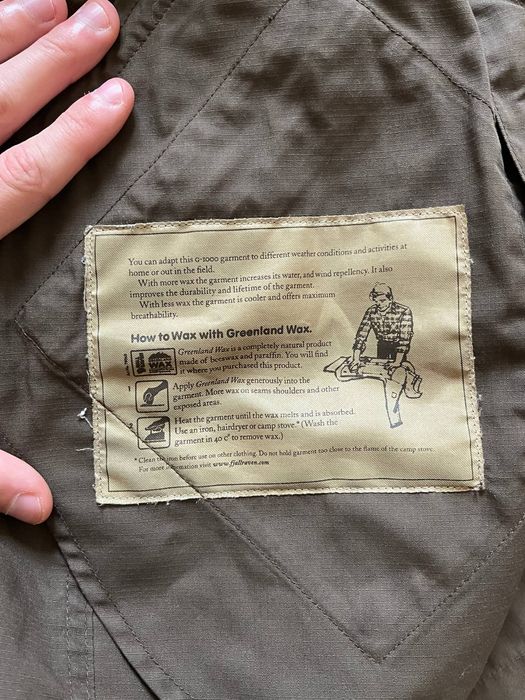 You can adapt this G-1000 garment to different weather conditions and activities at
home or out in the field.
With more wax the garment increases its water, and wind repellency. It also
improves the durability and lifetime of the garment.
With less wax the garment is cooler and offers maximum
breathability.
How to Wax with Greenland Wax.
WAX
Greenland Wax is a completely natural product
made of beeswax and paraffin. You will find
it where you purchased this product.
1
Apply Greenland Wax generously into the
garment. More wax on seams shoulders and other
exposed areas.
2
Heat the garment until the wax melts and is absorbed.
Use an iron, hairdryer or camp stove.* (Wash the
garment in 40 c° to remove wax.)
* Clean the iron before use on other clothing. Do not hold garment too close to the flame of the camp stove.
For more information visit www.fjallraven.com